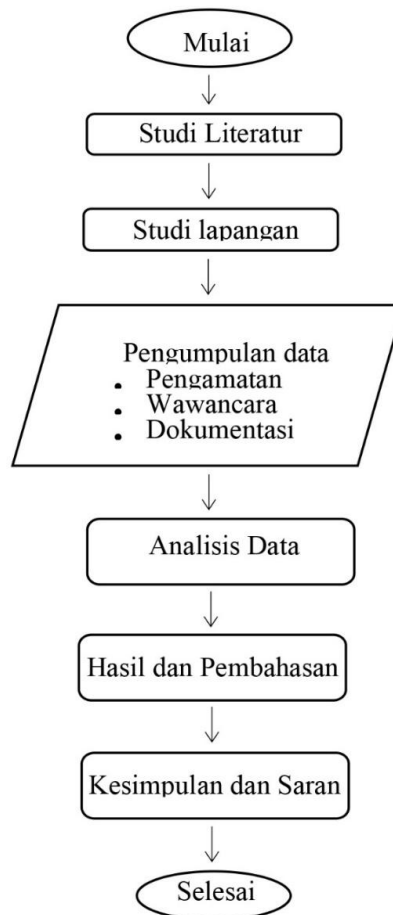 Mulai
Studi Literatur
Studi lapangan
Pengumpulan data
• Pengamatan
• Wawancara
• Dokumentasi
Analisis Data
Hasil dan Pembahasan
Kesimpulan dan Saran
Selesai